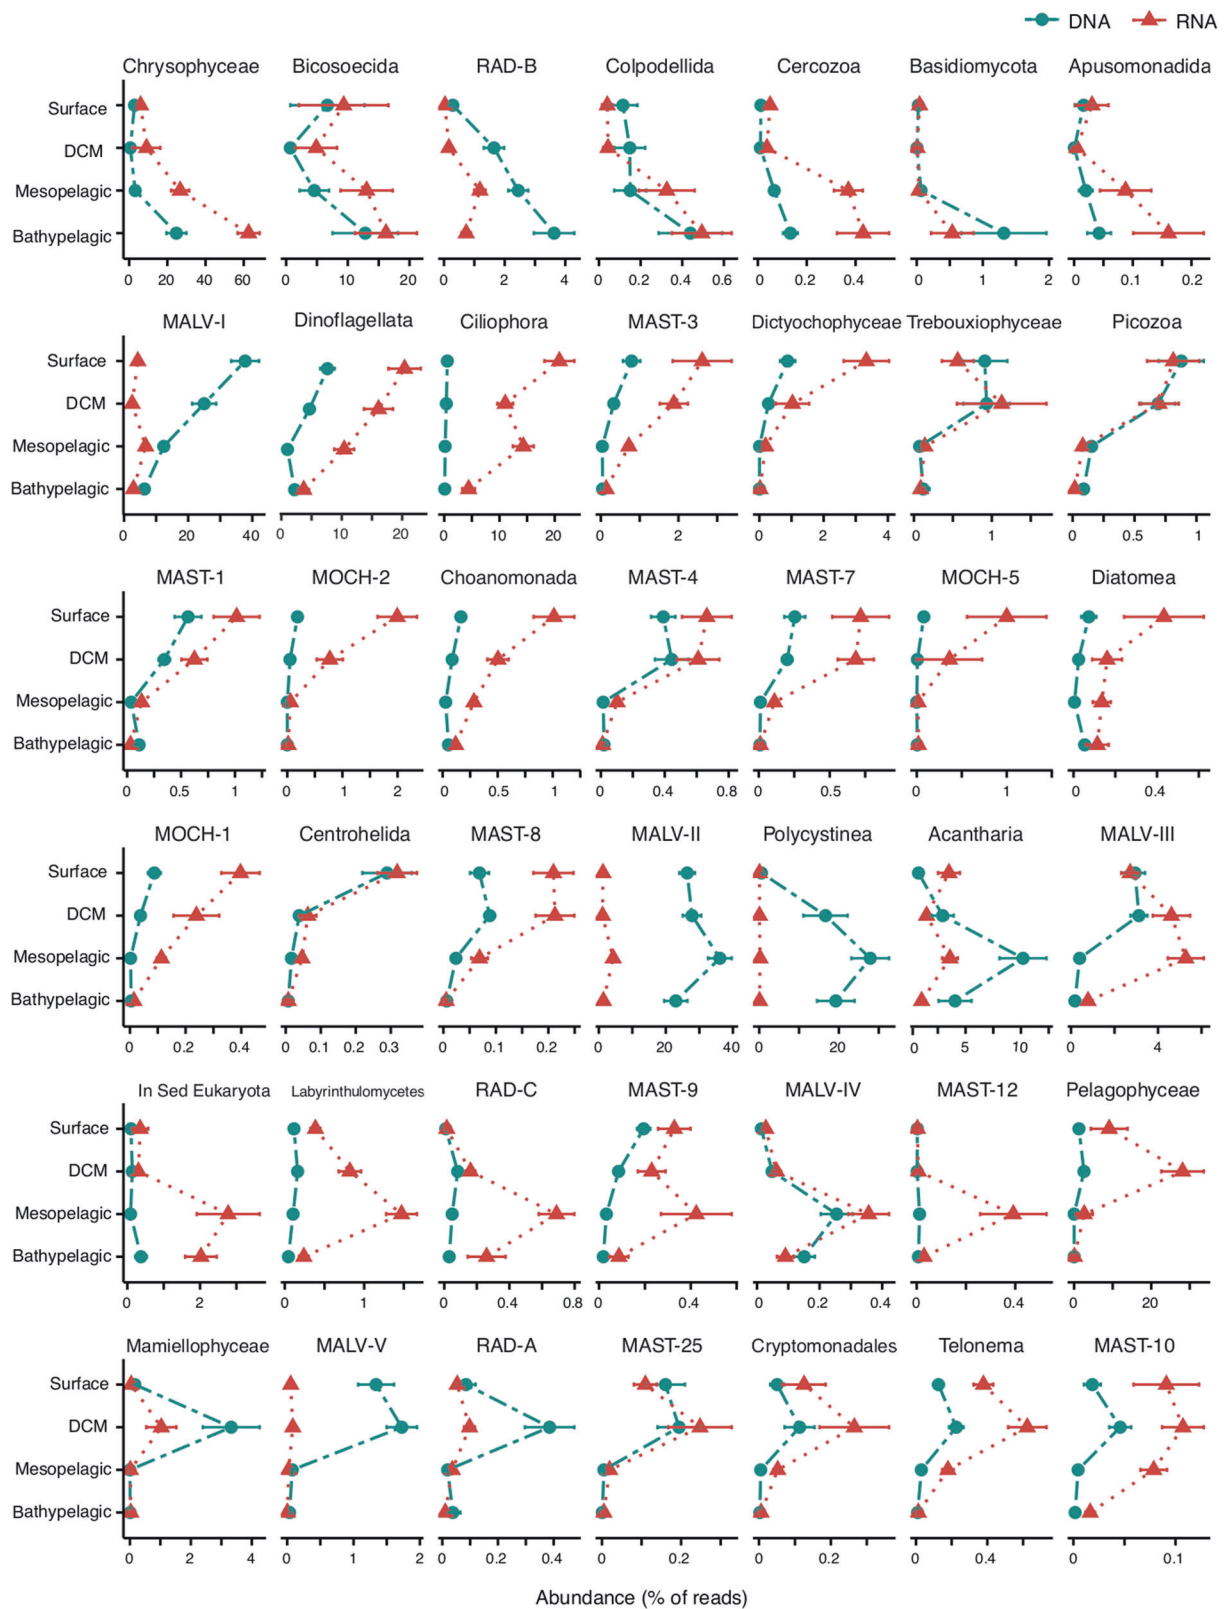 DNA RNA
Chrysophyceae Bicosoecida RAD-B Colpodellida Cercozoa Basidiomycota Apusomonadida
Surface
DCM
Mesopelagic
Bathypelagic
0 20 40 60 0 10 20 0 2 4 0 0.2 0.4 0.6 0 0.2 0.4 0 1 2 0 0.1 0.2
MALV-I Dinoflagellata Ciliophora MAST-3 Dictyochophyceae Trebouxiophyceae Picozoa
Surface
DCM
Mesopelagic
Bathypelagic
0 20 40 0 10 20 0 10 20 0 2 0 2 4 0 1 0 0.5 1
MAST-1 MOCH-2 Choanomonada MAST-4 MAST-7 MOCH-5 Diatomea
Surface
DCM
Mesopelagic
Bathypelagic
0 0.5 1 0 1 2 0 0.5 1 0 0.4 0.8 0 0.5 0 1 0 0.4
MOCH-1 Centrohelida MAST-8 MALV-II Polycystinea Acantharia MALV-III
Surface
DCM
Mesopelagic
Bathypelagic
0 0.2 0.4 0 0.1 0.2 0.3 0 0.1 0.2 0 20 40 0 20 0 5 10 0 4
In Sed Eukaryota Labyrinthulomycetes RAD-C MAST-9 MALV-IV MAST-12 Pelagophyceae
Surface
DCM
Mesopelagic
Bathypelagic
0 2 0 1 0 0.4 0.8 0 0.4 0 0.2 0.4 0 0.4 0 20
Mamiellophyceae MALV-V RAD-A MAST-25 Cryptomonadales Telonema MAST-10
Surface
DCM
Mesopelagic
Bathypelagic
0 2 4 0 1 2 0 0.2 0.4 0 0.2 0 0.2 0 0.4 0 0.1
Abundance (% of reads)